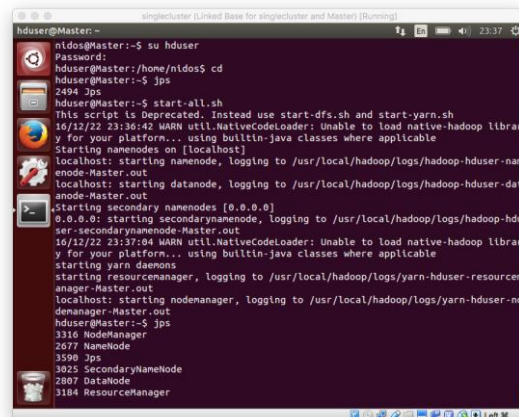 singlecluster (Linked Base for singlecluster and Master) [Running]
hduser@Master: ~
En
23:37
nidos@Master:~$ su hduser
Password:
hduser@Master:/home/nidos$ cd
hduser@Master:~$ jps
2494 Jps
hduser@Master:~$ start-all.sh
This script is Deprecated. Instead use start-dfs.sh and start-yarn.sh
16/12/22 23:36:42 WARN util.NativeCodeLoader: Unable to load native-hadoop librar
y for your platform... using builtin-java classes where applicable
Starting namenodes on [localhost]
localhost: starting namenode, logging to /usr/local/hadoop/logs/hadoop-hduser-nam
enode-Master.out
localhost: starting datanode, logging to /usr/local/hadoop/logs/hadoop-hduser-dat
anode-Master.out
Starting secondary namenodes [0.0.0.0]
0.0.0.0: starting secondarynamenode, logging to /usr/local/hadoop/logs/hadoop-hdu
ser-secondarynamenode-Master.out
16/12/22 23:37:04 WARN util.NativeCodeLoader: Unable to load native-hadoop librar
y for your platform... using builtin-java classes where applicable
starting yarn daemons
starting resourcemanager, logging to /usr/local/hadoop/logs/yarn-hduser-resourcem
anager-Master.out
localhost: starting nodemanager, logging to /usr/local/hadoop/logs/yarn-hduser-no
demanager-Master.out
hduser@Master:~$ jps
3316 NodeManager
2677 NameNode
3590 Jps
3025 SecondaryNameNode
2807 DataNode
3184 ResourceManager
Left ⌘